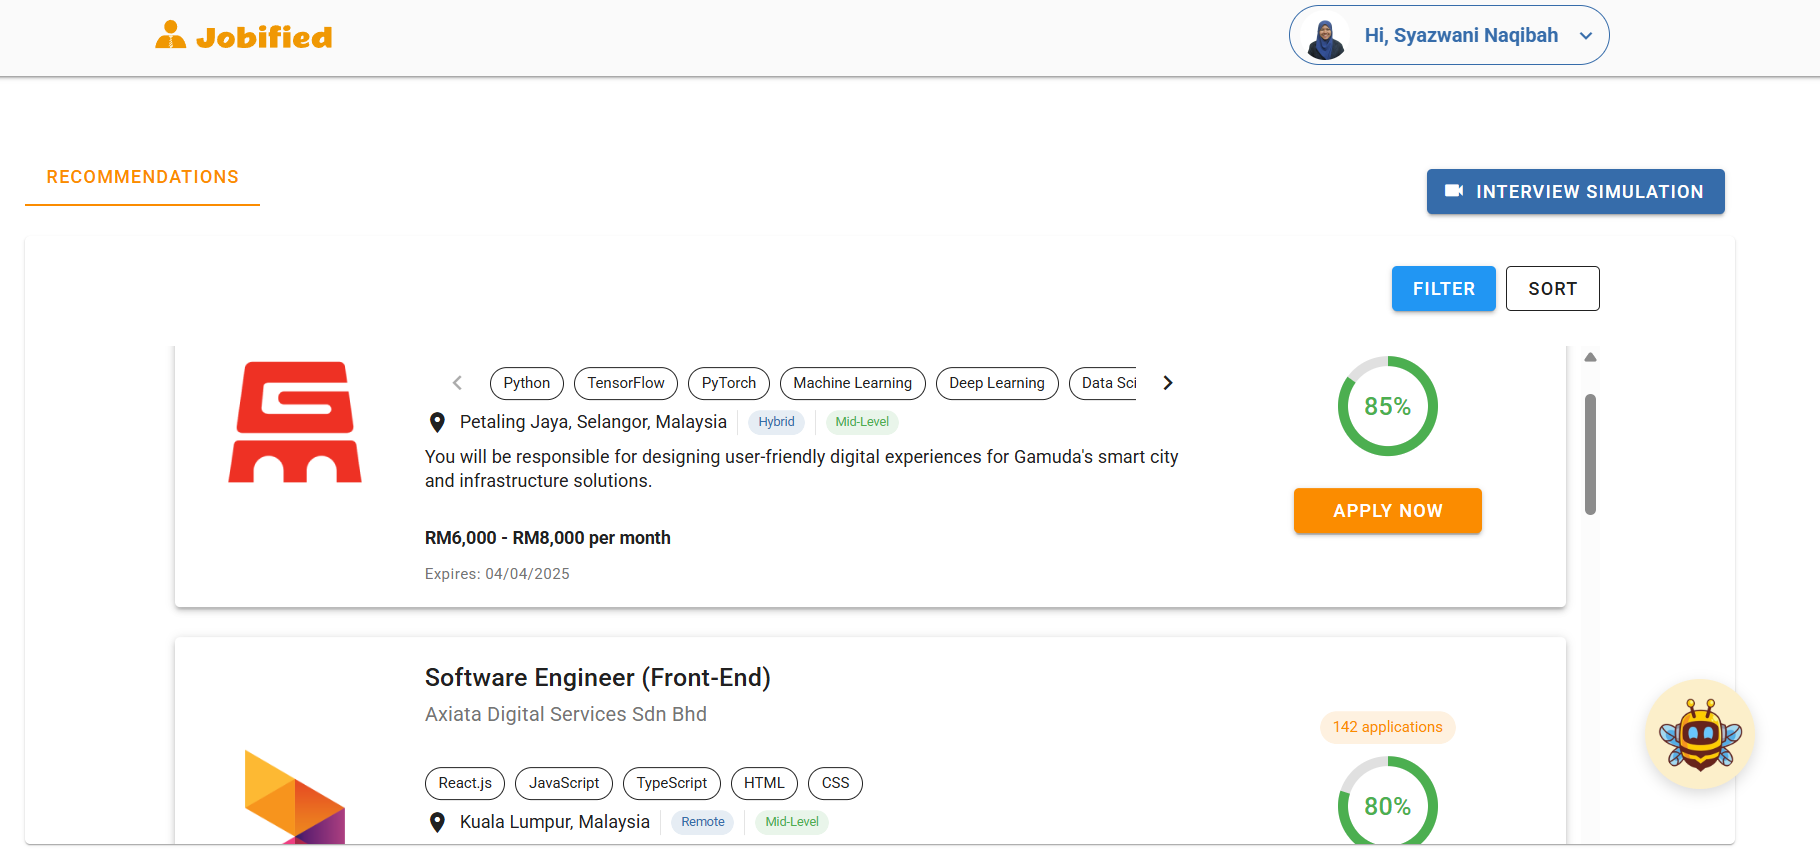 Jobified
Hi, Syazwani Naqibah
RECOMMENDATIONS
INTERVIEW SIMULATION
FILTER
SORT
Python
TensorFlow
PyTorch
Machine Learning
Deep Learning
Data Sci
85%
Petaling Jaya, Selangor, Malaysia
Hybrid
Mid-Level
You will be responsible for designing user-friendly digital experiences for Gamuda's smart city
and infrastructure solutions.
APPLY NOW
RM6,000 - RM8,000 per month
Expires: 04/04/2025
Software Engineer (Front-End)
Axiata Digital Services Sdn Bhd
142 applications
React.js
JavaScript
TypeScript
HTML
CSS
80%
Kuala Lumpur, Malaysia
Remote
Mid-Level